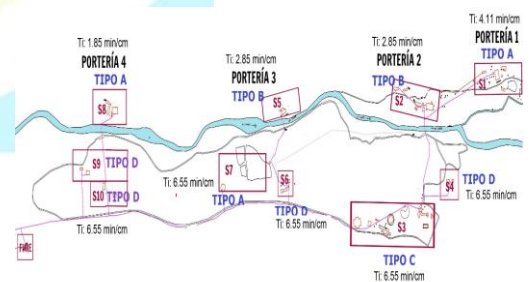 Ti: 4.11 min/cm
PORTERÍA 1
TIPO A
S1
Ti: 1.85 min/cm
PORTERÍA 4
TIPO A
S8
Ti: 2.85 min/cm
PORTERÍA 3
TIPO B
S5
Ti: 2.85 min/cm
PORTERÍA 2
TIPO B
S2
S9 TIPO D
S10 TIPO D
Ti: 6.55 min/cm
Ti: 6.55 min/cm
S7
TIPO A
S6
TIPO D
Ti: 6.55 min/cm
S4
TIPO D
Ti: 6.55 min/cm
S3
TIPO C
Ti: 6.55 min/cm